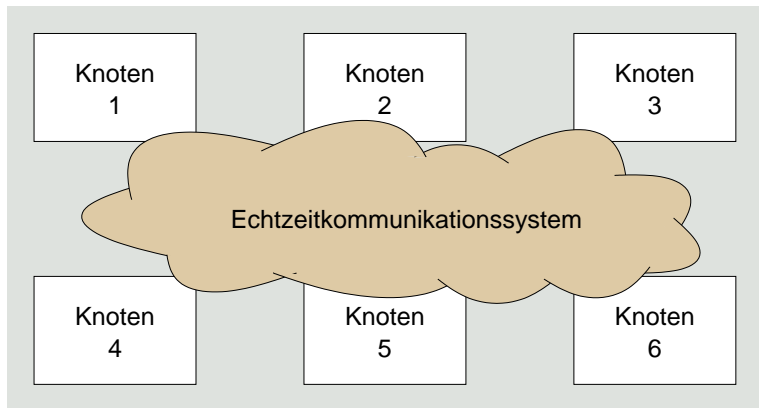 Knoten
1
Knoten
2
Knoten
3
Echtzeitkommunikationssystem
Knoten
4
Knoten
5
Knoten
6